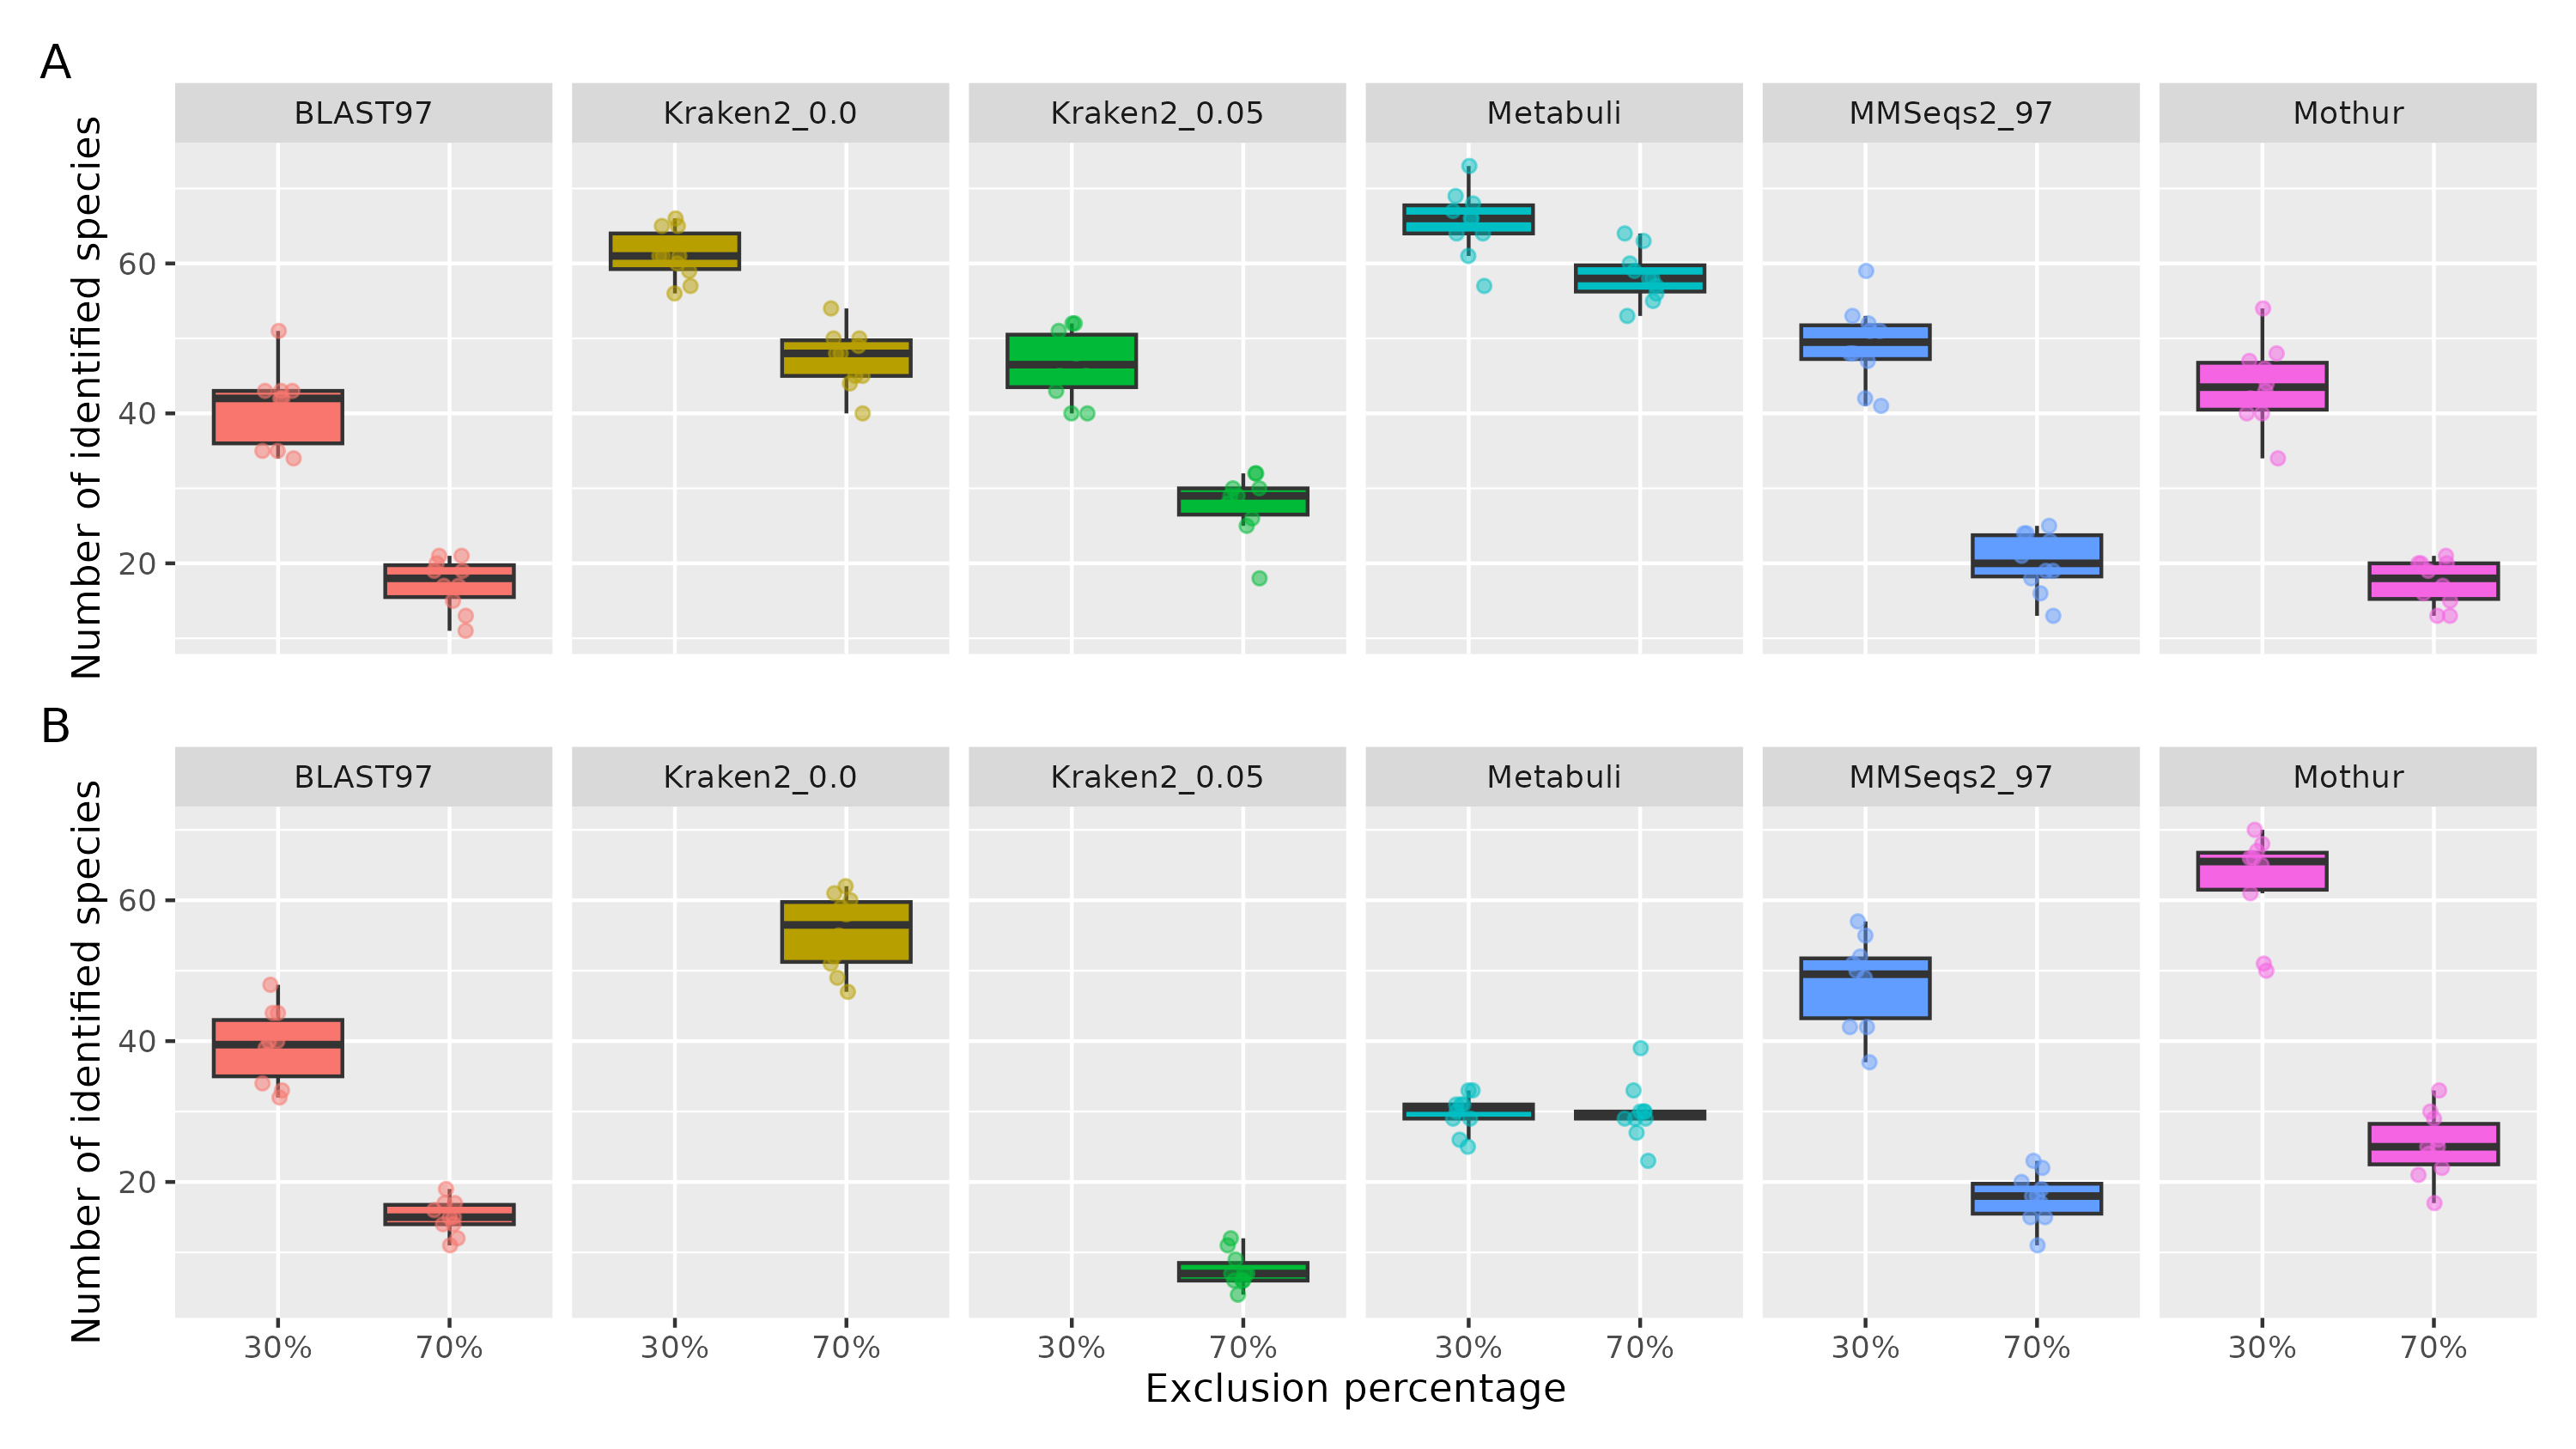 A
BLAST97 Kraken2_0.0 Kraken2_0.05 Metabuli MMSeqs2_97 Mothur
Number of identified species
60
40
20
B
BLAST97 Kraken2_0.0 Kraken2_0.05 Metabuli MMSeqs2_97 Mothur
Number of identified species
60
40
20
30% 70% 30% 70% 30% 70% 30% 70% 30% 70% 30% 70%
Exclusion percentage